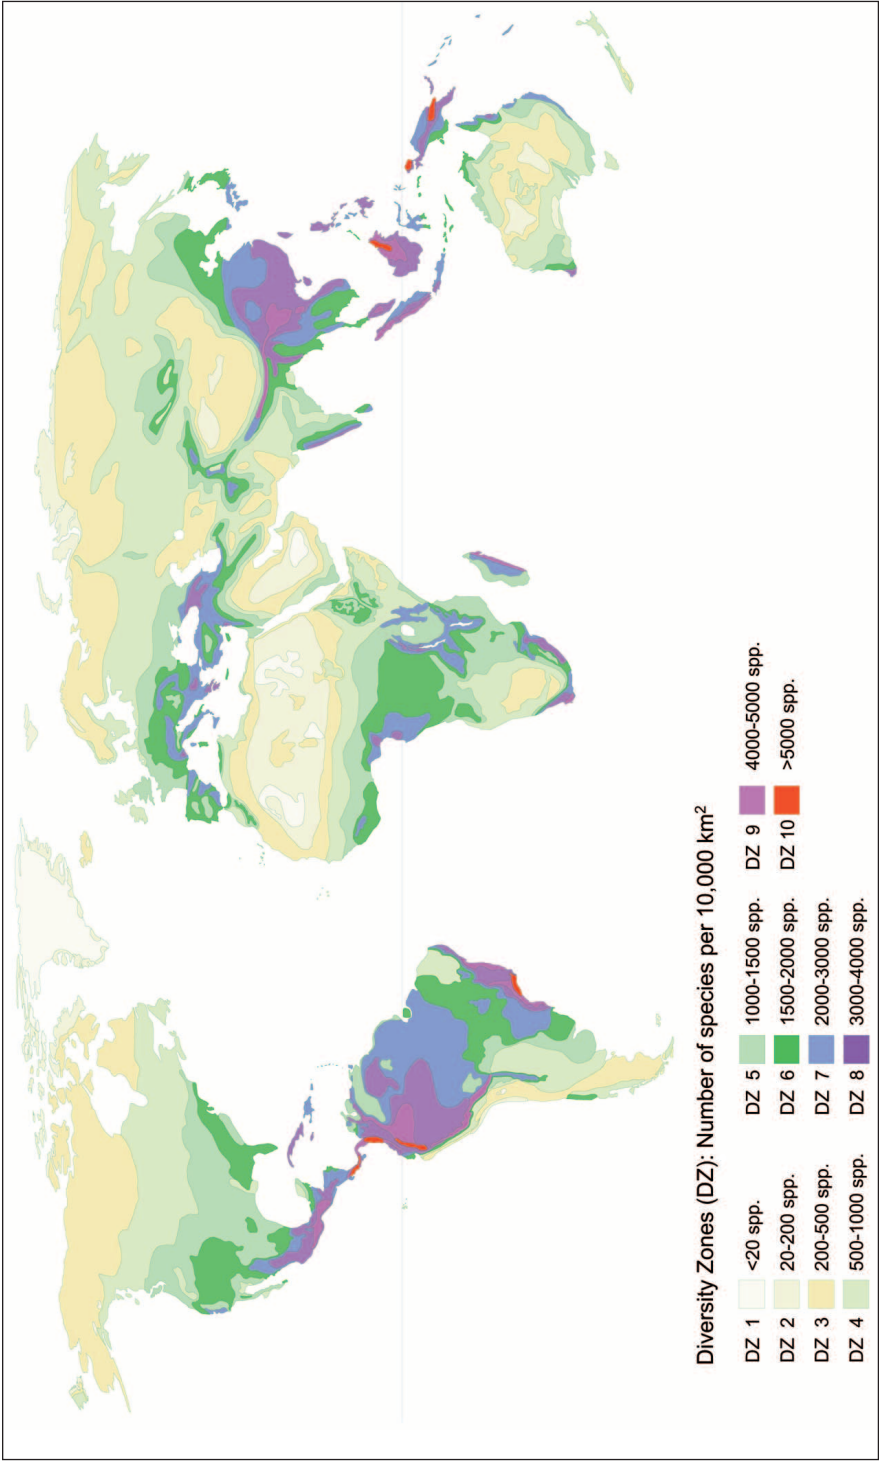 Diversity Zones (DZ): Number of species per 10,000 km2
DZ 1 <20 spp.
DZ 2 20-200 spp.
DZ 3 200-500 spp.
DZ 4 500-1000 spp.
DZ 5 1000-1500 spp.
DZ 6 1500-2000 spp.
DZ 7 2000-3000 spp.
DZ 8 3000-4000 spp.
DZ 9 4000-5000 spp.
DZ 10 >5000 spp.